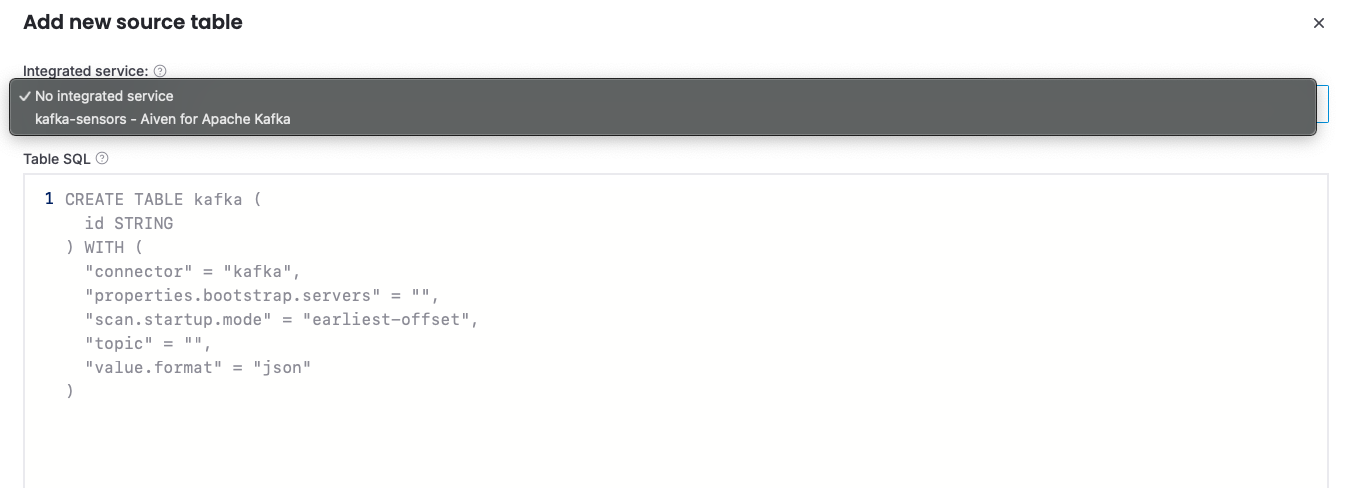 Add new source table
Integrated service:
No integrated service
kafka-sensors - Aiven for Apache Kafka
Table SQL
1 CREATE TABLE kafka (
id STRING
) WITH (
"connector" = "kafka",
"properties.bootstrap.servers" = "",
"scan.startup.mode" = "earliest-offset",
"topic" = "",
"value.format" = "json"
)